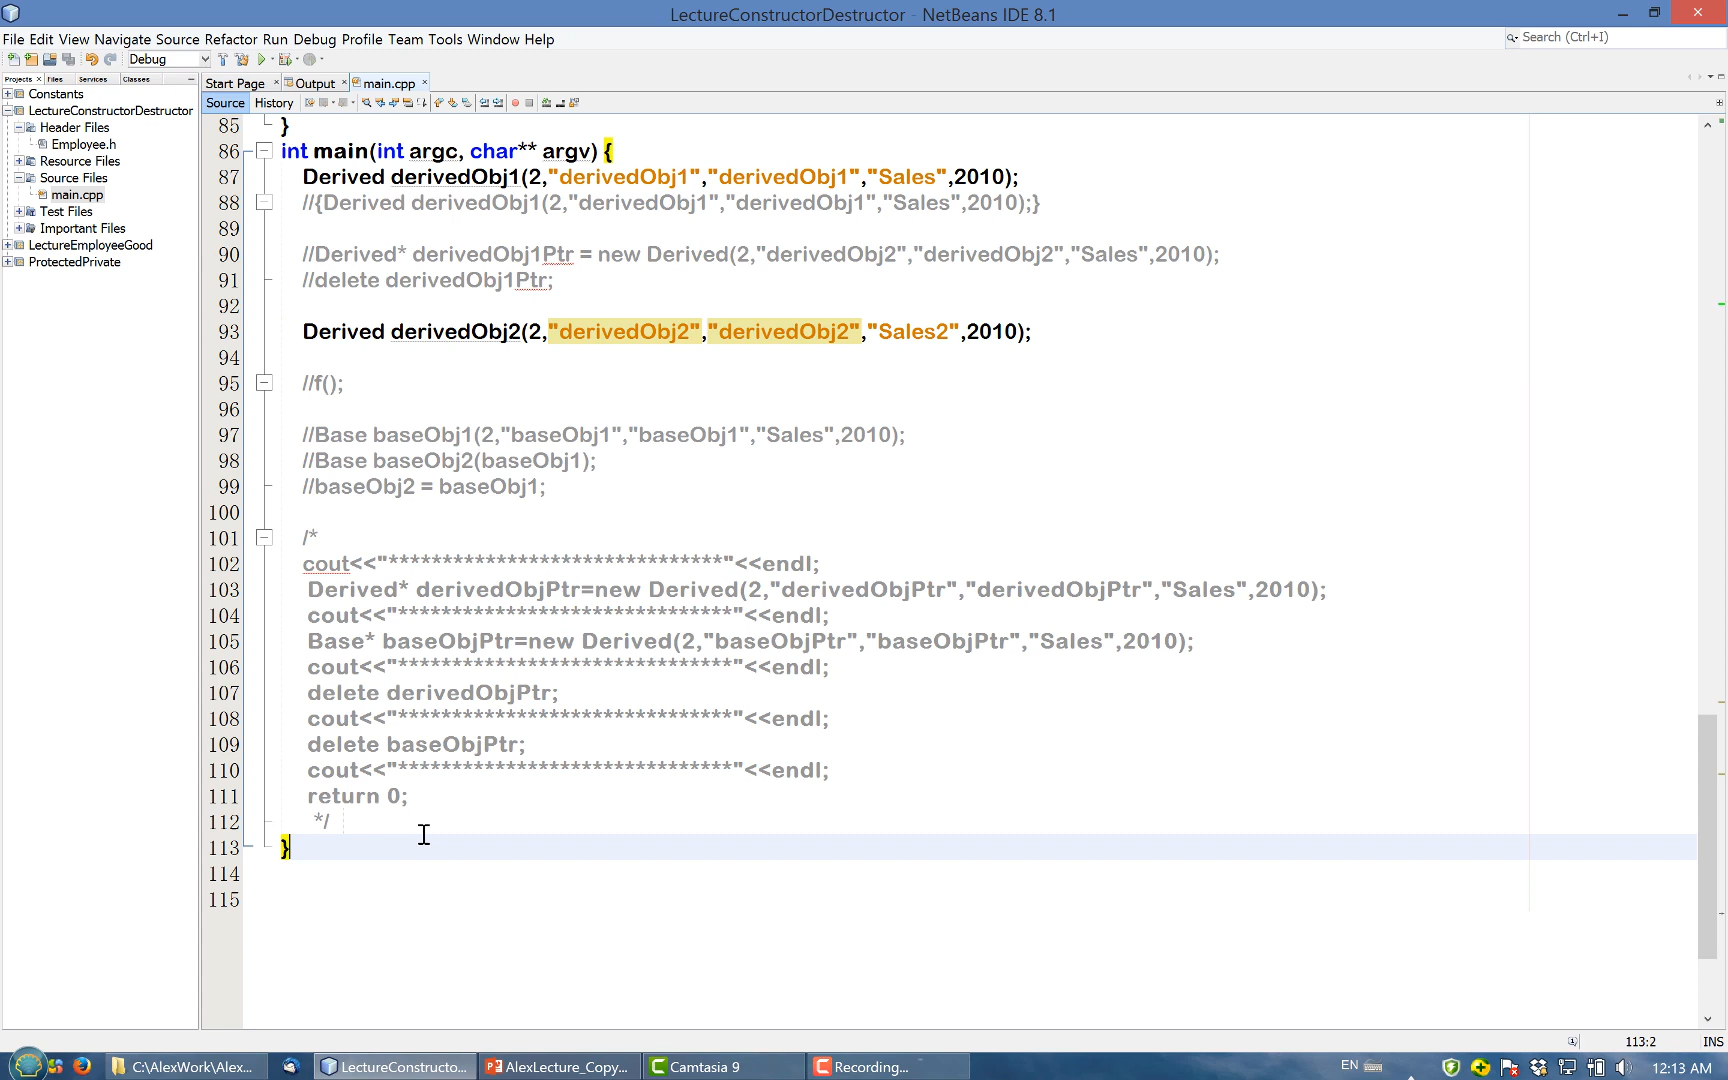 LectureConstructorDestructor - NetBeans IDE 8.1
File Edit View Navigate Source Refactor Run Debug Profile Team Tools Window Help
Search (Ctrl+I)
Debug
Projects Files Services Classes
Start Page Output main.cpp
Source History
Constants
LectureConstructorDestructor
Header Files
Employee.h
Resource Files
Source Files
main.cpp
Test Files
Important Files
LectureEmployeeGood
ProtectedPrivate
85 }
86 int main(int argc, char** argv) {
87 Derived derivedObj1(2,"derivedObj1","derivedObj1","Sales",2010);
88 //{Derived derivedObj1(2,"derivedObj1","derivedObj1","Sales",2010);}
89
90 //Derived* derivedObj1Ptr = new Derived(2,"derivedObj2","derivedObj2","Sales",2010);
91 //delete derivedObj1Ptr;
92
93 Derived derivedObj2(2,"derivedObj2","derivedObj2","Sales2",2010);
94
95 //f();
96
97 //Base baseObj1(2,"baseObj1","baseObj1","Sales",2010);
98 //Base baseObj2(baseObj1);
99 //baseObj2 = baseObj1;
100
101 /*
102 cout<<"*******************************"<<endl;
103 Derived* derivedObjPtr=new Derived(2,"derivedObjPtr","derivedObjPtr","Sales",2010);
104 cout<<"*******************************"<<endl;
105 Base* baseObjPtr=new Derived(2,"baseObjPtr","baseObjPtr","Sales",2010);
106 cout<<"*******************************"<<endl;
107 delete derivedObjPtr;
108 cout<<"*******************************"<<endl;
109 delete baseObjPtr;
110 cout<<"*******************************"<<endl;
111 return 0;
112 */
113 }
114
115
113:2 INS
C:\AlexWork\Alex... LectureConstructo... AlexLecture_Copy... Camtasia 9 Recording... EN 12:13 AM